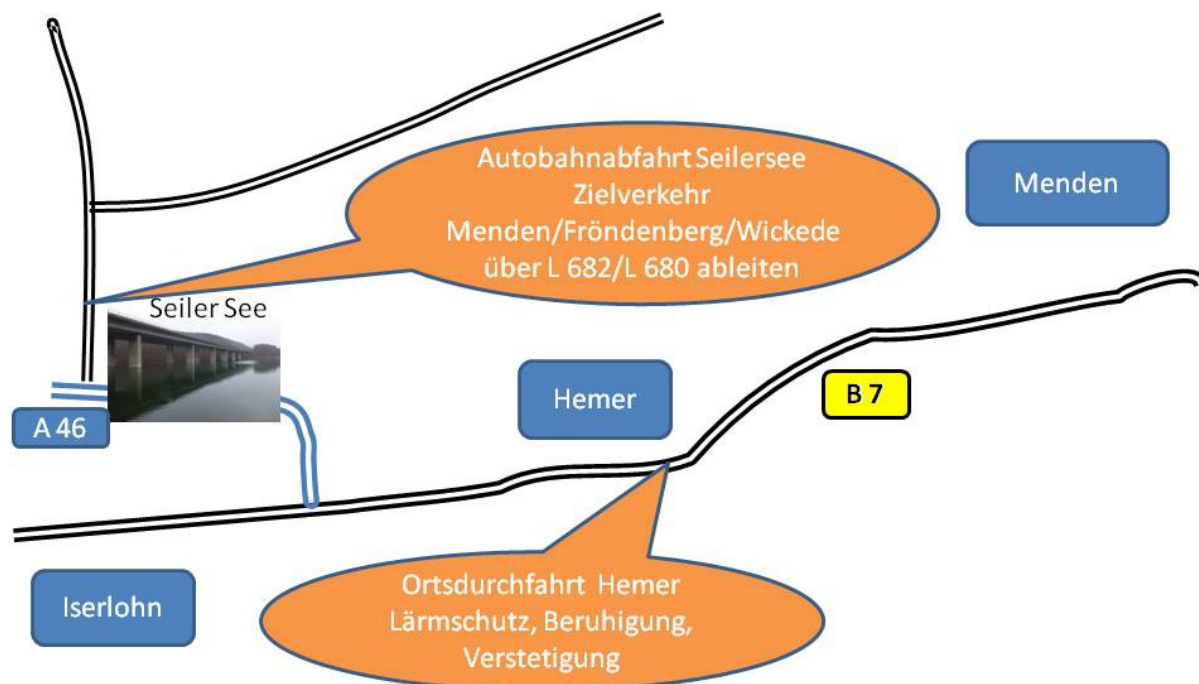 Autobahnabfahrt Seilersee
Zielverkehr
Menden/Fröndenberg/Wickede
über L 682/L 680 ableiten
Menden
Seiler See
Hemer
B 7
A 46
Iserlohn
Ortsdurchfahrt Hemer
Lärmschutz, Beruhigung,
Verstetigung